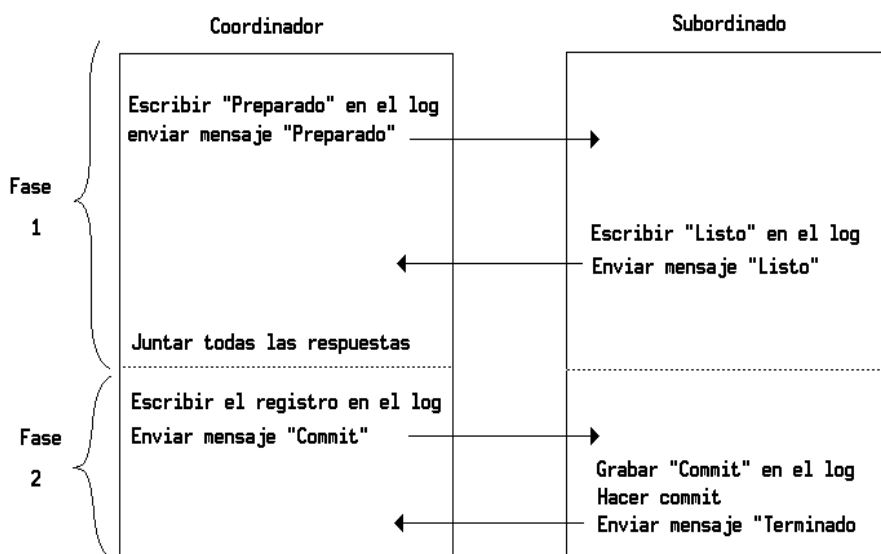 Coordinador
Subordinado
Escribir "Preparado" en el log
enviar mensaje "Preparado"
Fase
1
Escribir "Listo" en el log
Enviar mensaje "Listo"
Juntar todas las respuestas
Escribir el registro en el log
Enviar mensaje "Commit"
Fase
2
Grabar "Commit" en el log
Hacer commit
Enviar mensaje "Terminado